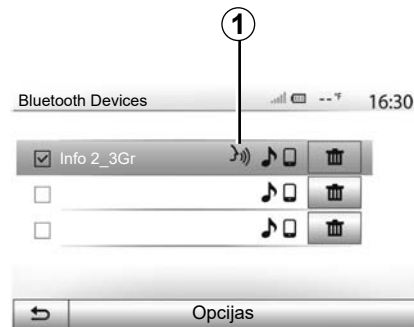 1
Bluetooth Devices --°F 16:30
Info 2_3Gr
Opcijas